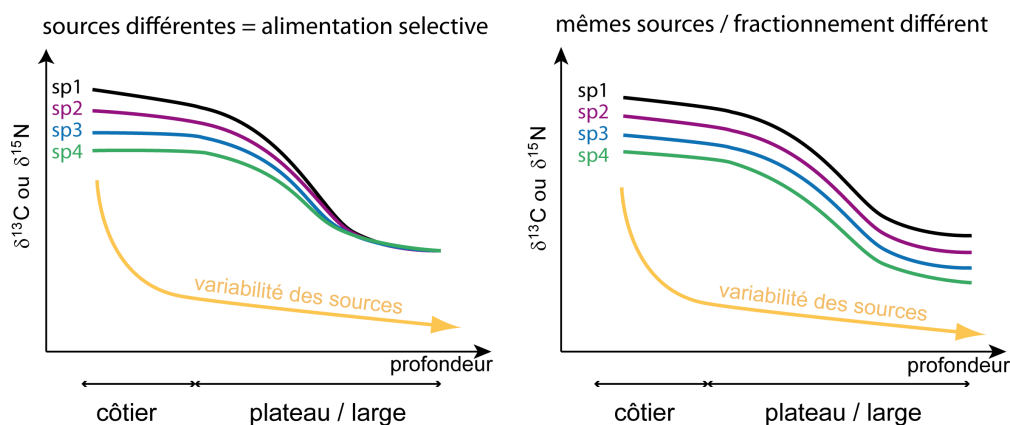 sources différentes = alimentation selective
sp1
sp2
sp3
sp4
δ¹³C ou δ¹⁵N
variabilité des sources
profondeur
côtier
plateau / large
mêmes sources / fractionnement différent
sp1
sp2
sp3
sp4
δ¹³C ou δ¹⁵N
variabilité des sources
profondeur
côtier
plateau / large